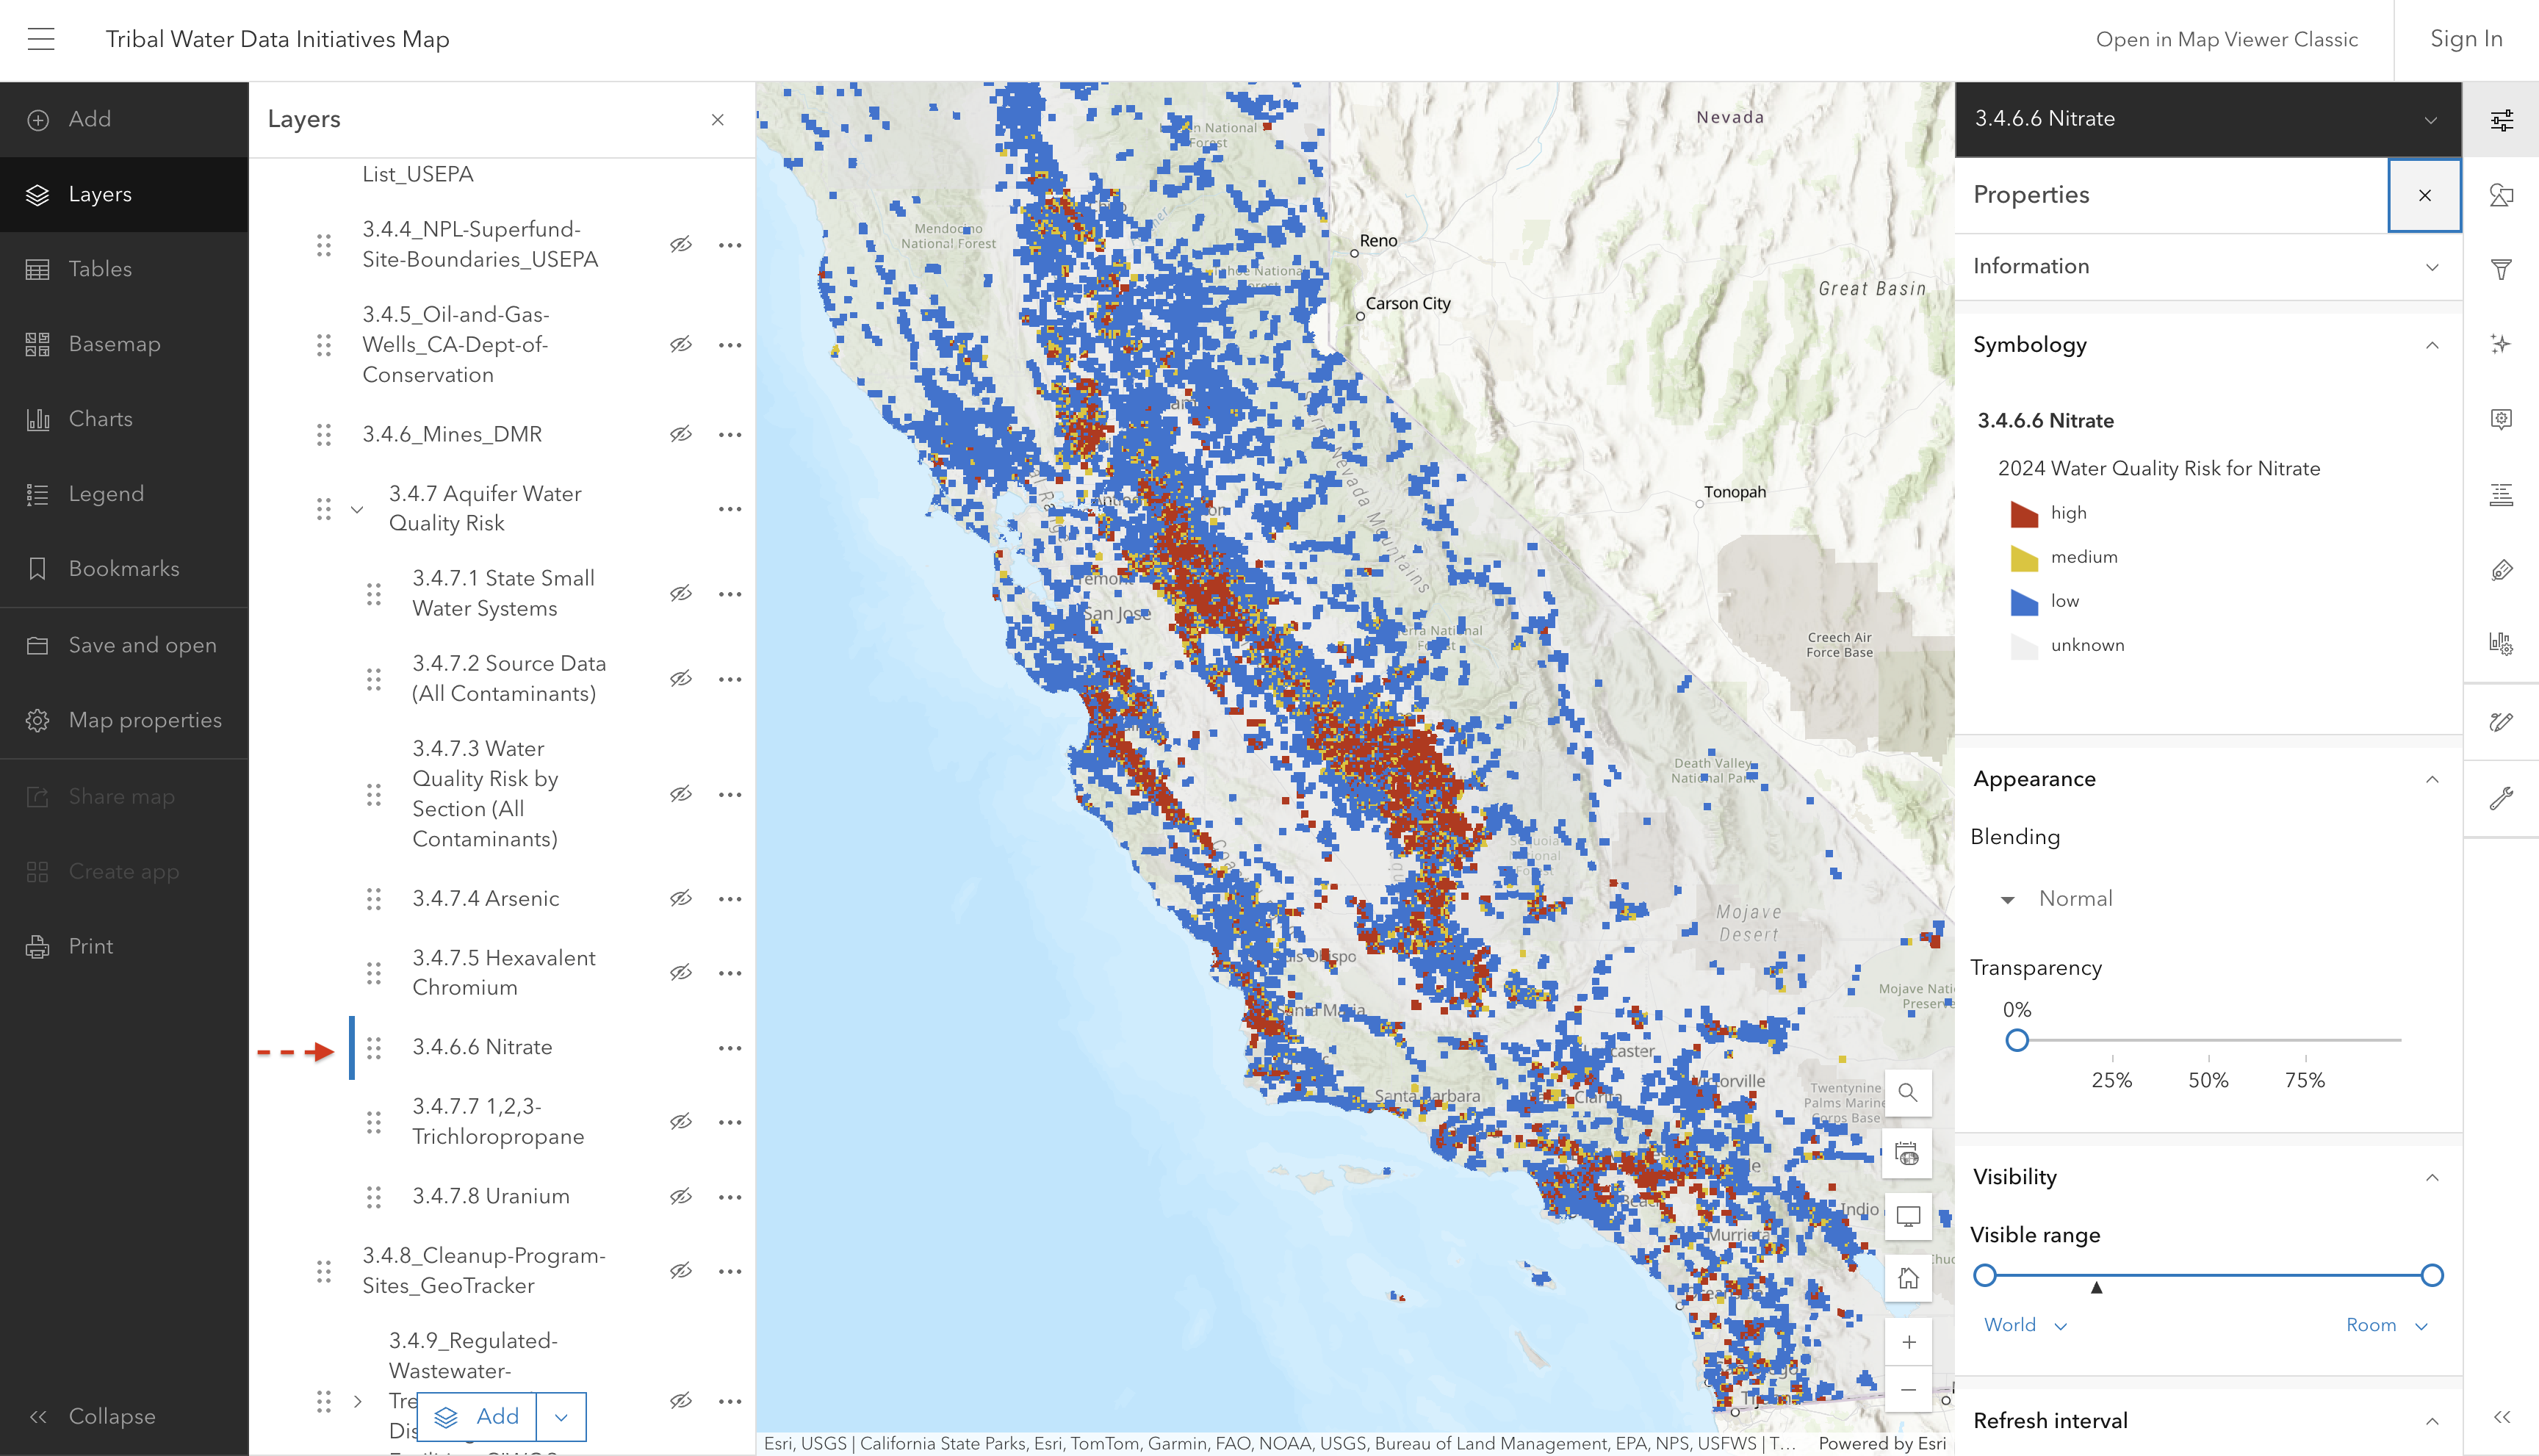 Tribal Water Data Initiatives Map
Open in Map Viewer Classic
Sign In
Add
Layers
Tables
Basemap
Charts
Legend
Bookmarks
Save and open
Map properties
Share map
Create app
Print
Collapse
Layers
List_USEPA
3.4.4_NPL-Superfund-
Site-Boundaries_USEPA
3.4.5_Oil-and-Gas-
Wells_CA-Dept-of-
Conservation
3.4.6_Mines_DMR
3.4.7 Aquifer Water
Quality Risk
3.4.7.1 State Small
Water Systems
3.4.7.2 Source Data
(All Contaminants)
3.4.7.3 Water
Quality Risk by
Section (All
Contaminants)
3.4.7.4 Arsenic
3.4.7.5 Hexavalent
Chromium
3.4.6.6 Nitrate
3.4.7.7 1,2,3-
Trichloropropane
3.4.7.8 Uranium
3.4.8_Cleanup-Program-
Sites_GeoTracker
3.4.9_Regulated-
Wastewater-
Add
Nevada
Mendocino
National Forest
Reno
Carson City
Great Basin
Tonopah
San Jose
Creech Air
Force Base
Death Valley
National Park
Mojave
Desert
Santa Maria
Santa Barbara
Santa Clarita
Victorville
Twentynine
Palms Marine
Corps Base
Indio
Murrieta
Esri, USGS | California State Parks, Esri, TomTom, Garmin, FAO, NOAA, USGS, Bureau of Land Management, EPA, NPS, USFWS | T...
Powered by Esri
3.4.6.6 Nitrate
Properties
Information
Symbology
3.4.6.6 Nitrate
2024 Water Quality Risk for Nitrate
high
medium
low
unknown
Appearance
Blending
Normal
Transparency
0%
25% 50% 75%
Visibility
Visible range
World
Room
Refresh interval